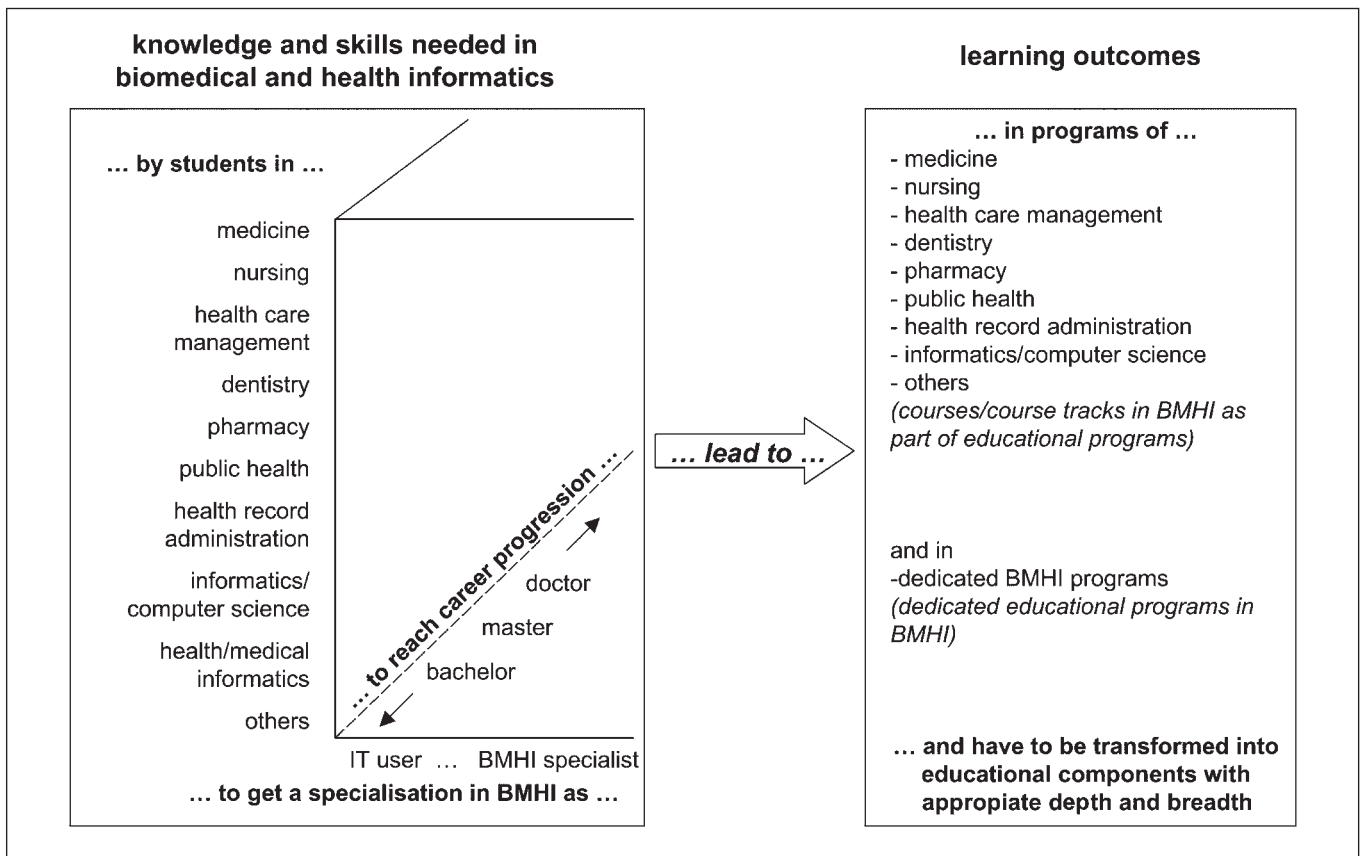 knowledge and skills needed in
biomedical and health informatics
… by students in …
medicine
nursing
health care
management
dentistry
pharmacy
public health
health record
administration
informatics/
computer science
health/medical
informatics
others
… to reach career progression …
doctor
master
bachelor
IT user … BMHI specialist
… to get a specialisation in BMHI as …
… lead to …
learning outcomes
… in programs of …
- medicine
- nursing
- health care management
- dentistry
- pharmacy
- public health
- health record administration
- informatics/computer science
- others
(courses/course tracks in BMHI as
part of educational programs)
and in
-dedicated BMHI programs
(dedicated educational programs in
BMHI)
… and have to be transformed into
educational components with
appropiate depth and breadth